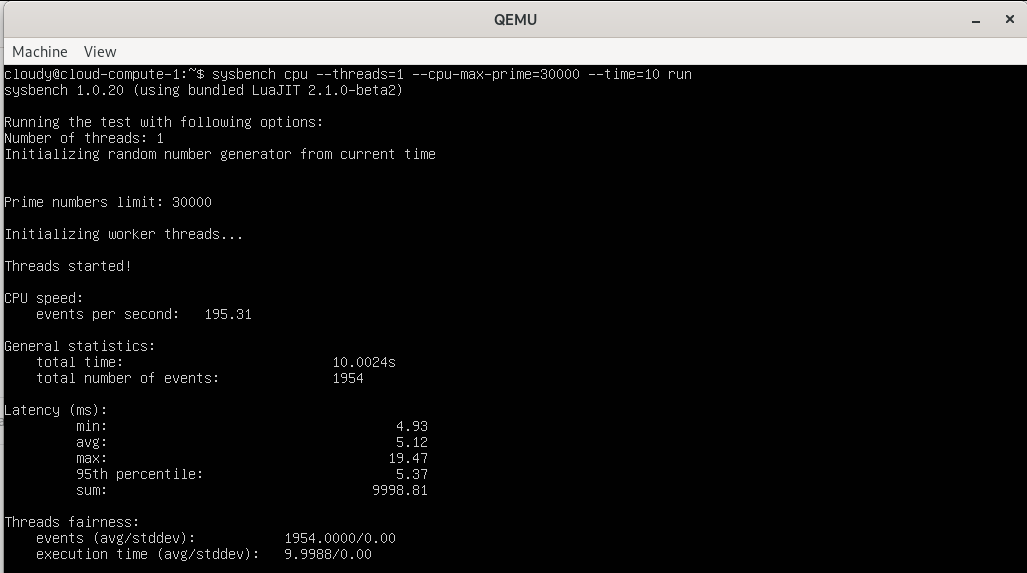 QEMU
Machine View
cloudy@cloud-compute-1:~$ sysbench cpu --threads=1 --cpu-max-prime=30000 --time=10 run
sysbench 1.0.20 (using bundled LuaJIT 2.1.0-beta2)
Running the test with following options:
Number of threads: 1
Initializing random number generator from current time
Prime numbers limit: 30000
Initializing worker threads...
Threads started!
CPU speed:
events per second: 195.31
General statistics:
total time: 10.0024s
total number of events: 1954
Latency (ms):
min: 4.93
avg: 5.12
max: 19.47
95th percentile: 5.37
sum: 9998.81
Threads fairness:
events (avg/stddev): 1954.0000/0.00
execution time (avg/stddev): 9.9988/0.00